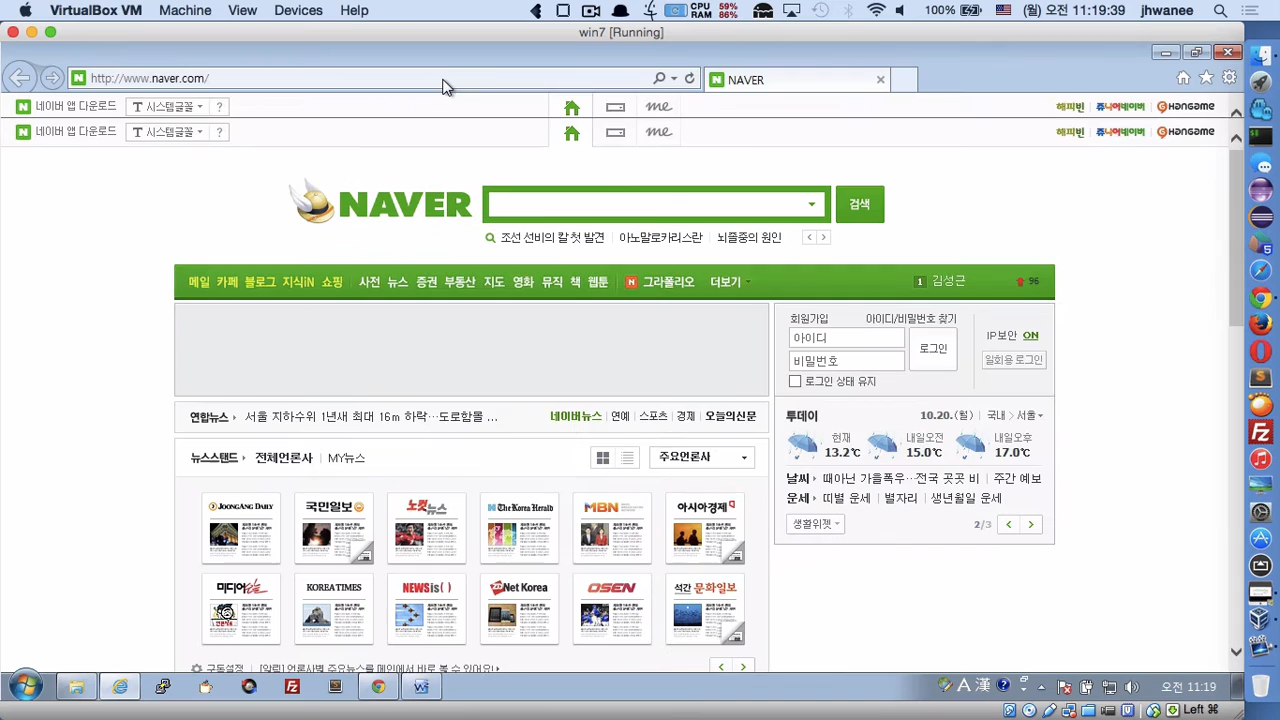 VirtualBox VM Machine View Devices Help CPU 59% RAM 86% 100% (월) 오전 11:19:39 jhwanee
win7 [Running]
http://www.naver.com/ NAVER
네이버 앱 다운로드 T 시스템글꼴 ? me 해피빈 쥬니어네이버 HANGAME
네이버 앱 다운로드 T 시스템글꼴 ? me 해피빈 쥬니어네이버 HANGAME
NAVER 검색
조선 선비의 칼 첫 발견 아노말로카리스란 뇌졸중의 원인
메일 카페 블로그 지식iN 쇼핑 사전 뉴스 증권 부동산 지도 영화 뮤직 책 웹툰 N 그라폴리오 더보기 1 김성근 96
회원가입 아이디/비밀번호 찾기
아이디 로그인 IP보안 ON
비밀번호 일회용 로그인
로그인 상태 유지
연합뉴스 서울 지하수위 1년새 최대 16m 하락…도로함몰 ... 네이버뉴스 연예 스포츠 경제 오늘의신문
투데이 10.20.(월) 국내 서울
현재 13.2℃ 내일오전 15.0℃ 내일오후 17.0℃
뉴스스탠드 전체언론사 MY뉴스 주요언론사
날씨 때아닌 가을폭우…전국 곳곳 비 주간 예보
운세 띠별 운세 별자리 생년월일 운세
생활위젯 2/3
JOONGANG DAILY 국민일보 노컷뉴스 The Korea Herald MBN 아시아경제
미디어오늘 KOREA TIMES NEWSis ZDNet Korea OSEN 석간 문화일보
구독설정 [알림] 언론사별 주요뉴스를 메인에서 바로 볼 수 있어요!
A 漢 오전 11:19
Left ⌘